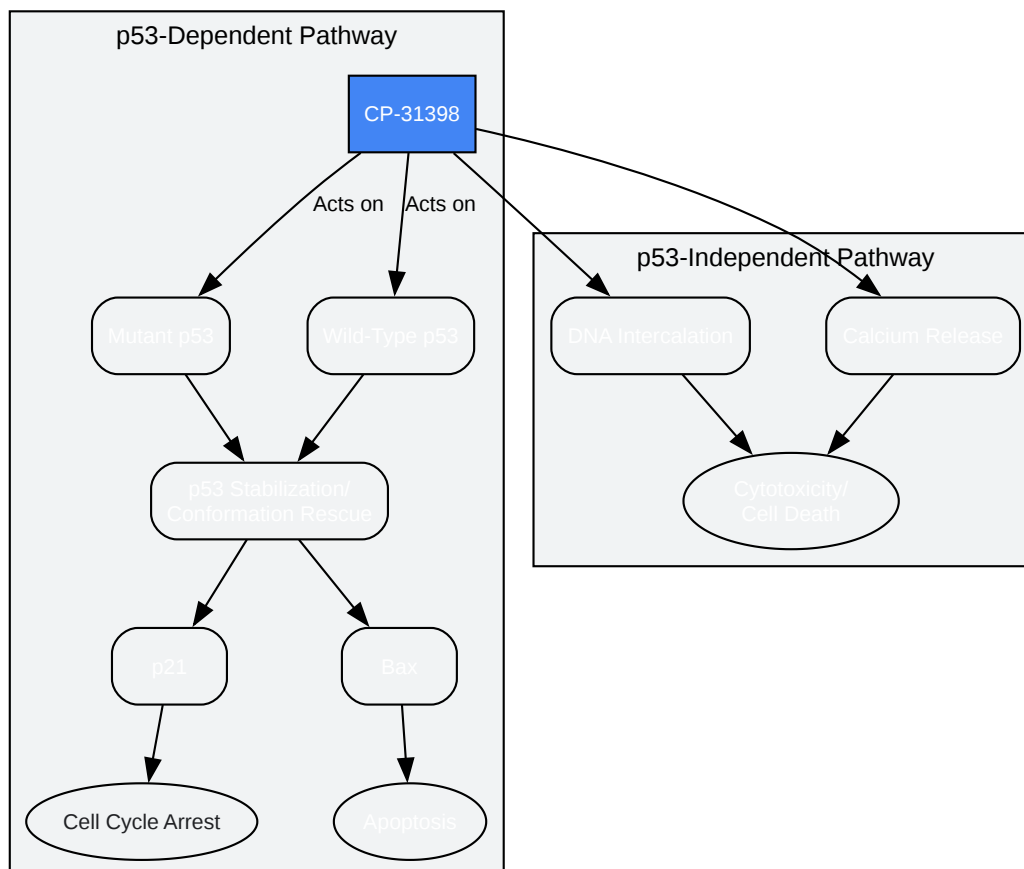 p53-Dependent Pathway
CP-31398
Acts on
Acts on
p53-Independent Pathway
Mutant p53
Wild-Type p53
DNA Intercalation
Calcium Release
p53 Stabilization/
Conformation Rescue
Cytotoxicity/
Cell Death
p21
Bax
Cell Cycle Arrest
Apoptosis